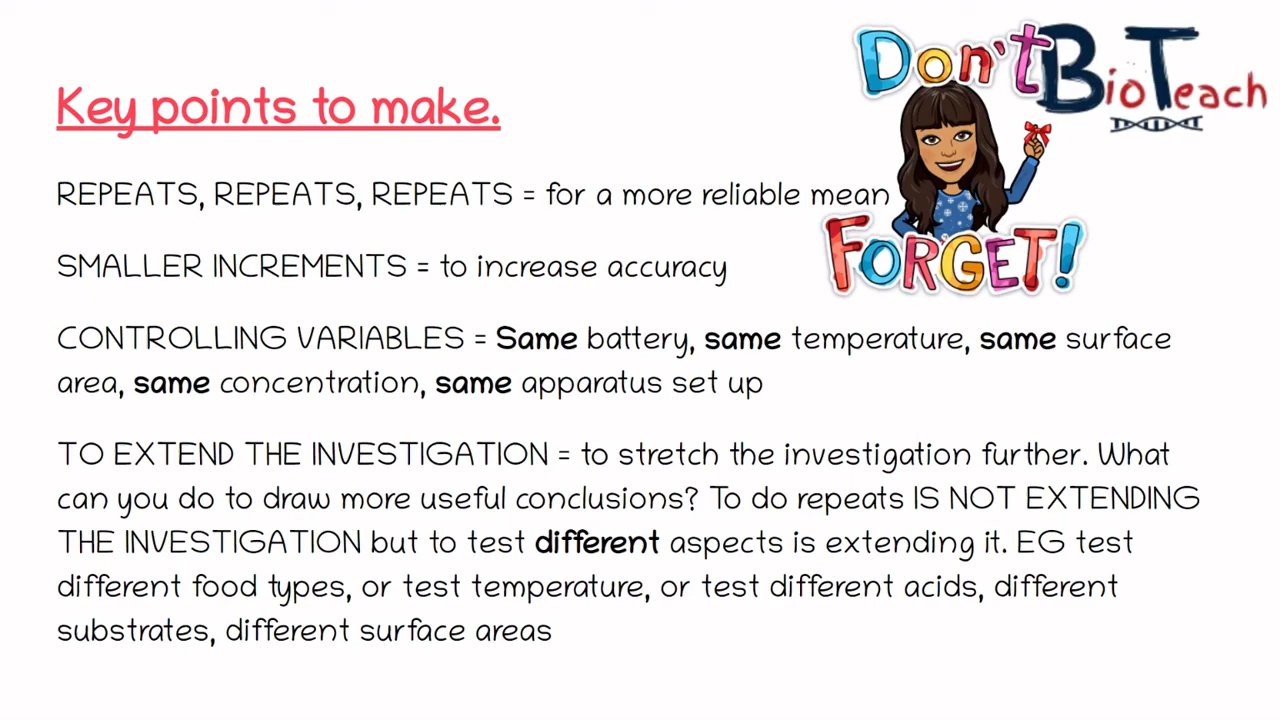 Don't
BioTeach
Key points to make.
REPEATS, REPEATS, REPEATS = for a more reliable mean
FORGET!
SMALLER INCREMENTS = to increase accuracy
CONTROLLING VARIABLES = Same battery, same temperature, same surface
area, same concentration, same apparatus set up
TO EXTEND THE INVESTIGATION = to stretch the investigation further. What
can you do to draw more useful conclusions? To do repeats IS NOT EXTENDING
THE INVESTIGATION but to test different aspects is extending it. EG test
different food types, or test temperature, or test different acids, different
substrates, different surface areas